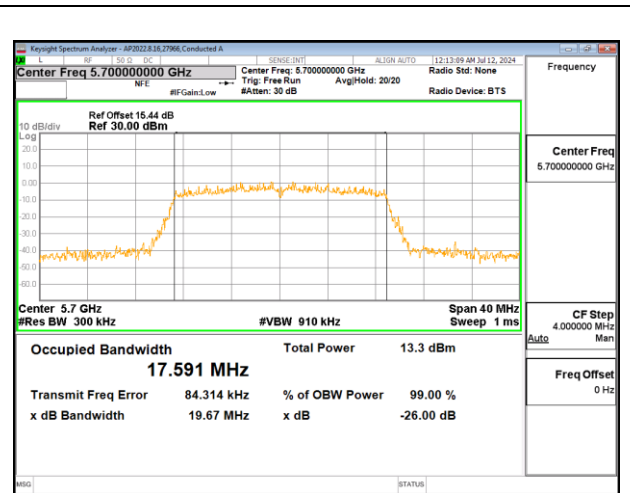 Keysight Spectrum Analyzer - AP2022.8.16,27966, Conducted A
L RF 50 Ω DC SENSE:INT ALIGN AUTO 12:13:09 AM Jul 12, 2024
Center Freq 5.700000000 GHz
NFE
#IFGain:Low
Center Freq: 5.700000000 GHz
Trig: Free Run Avg|Hold: 20/20
#Atten: 30 dB
Radio Std: None
Radio Device: BTS
Frequency
Ref Offset 15.44 dB
10 dB/div Ref 30.00 dBm
Log
20.0
10.0
0.00
-10.0
-20.0
-30.0
-40.0
-50.0
-60.0
Center 5.7 GHz Span 40 MHz
#Res BW 300 kHz #VBW 910 kHz Sweep 1 ms
Occupied Bandwidth Total Power 13.3 dBm
17.591 MHz
Transmit Freq Error 84.314 kHz % of OBW Power 99.00 %
x dB Bandwidth 19.67 MHz x dB -26.00 dB
Center Freq
5.700000000 GHz
CF Step
4.000000 MHz
Auto Man
Freq Offset
0 Hz
MSG STATUS